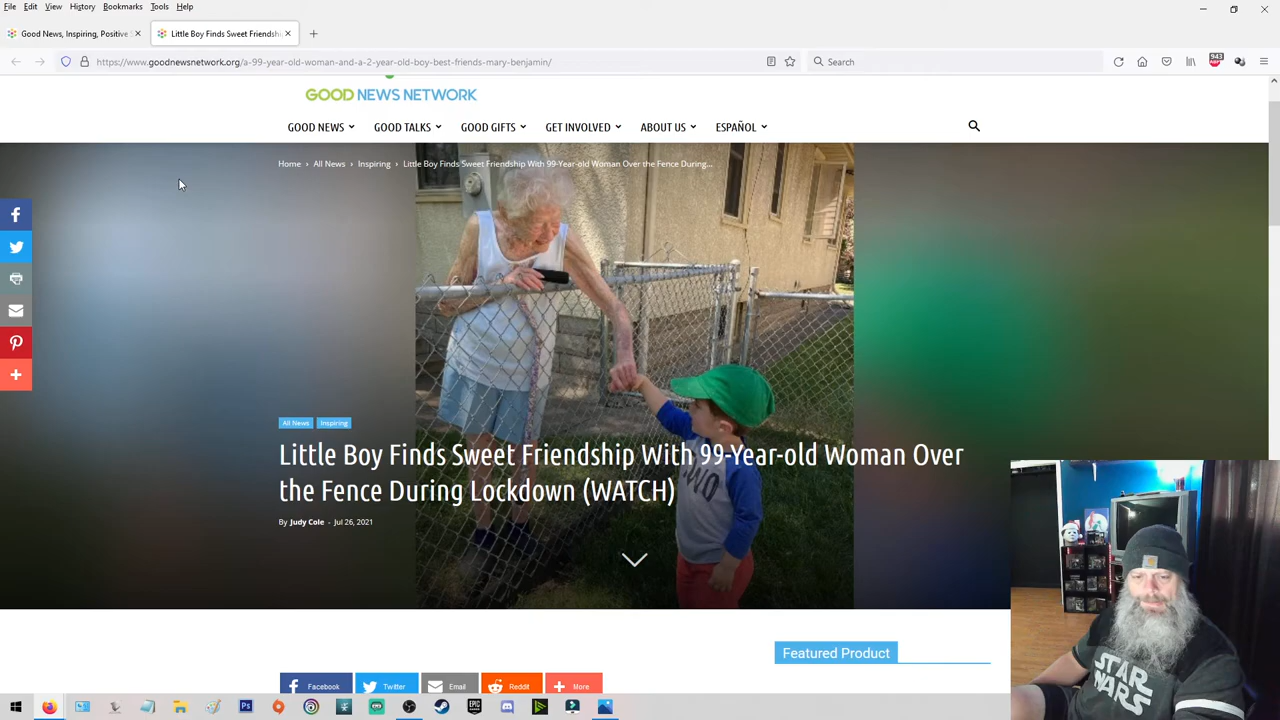 File Edit View History Bookmarks Tools Help
Good News, Inspiring, Positive
Little Boy Finds Sweet Friendship
https://www.goodnewsnetwork.org/a-99-year-old-woman-and-a-2-year-old-boy-best-friends-mary-benjamin/
Search
943
GOOD NEWS NETWORK
GOOD NEWS GOOD TALKS GOOD GIFTS GET INVOLVED ABOUT US ESPAÑOL
Home › All News › Inspiring › Little Boy Finds Sweet Friendship With 99-Year-old Woman Over the Fence During...
All News Inspiring
Little Boy Finds Sweet Friendship With 99-Year-old Woman Over
the Fence During Lockdown (WATCH)
By Judy Cole - Jul 26, 2021
TWO
Featured Product
Facebook Twitter Email Reddit More
STAR
WARS